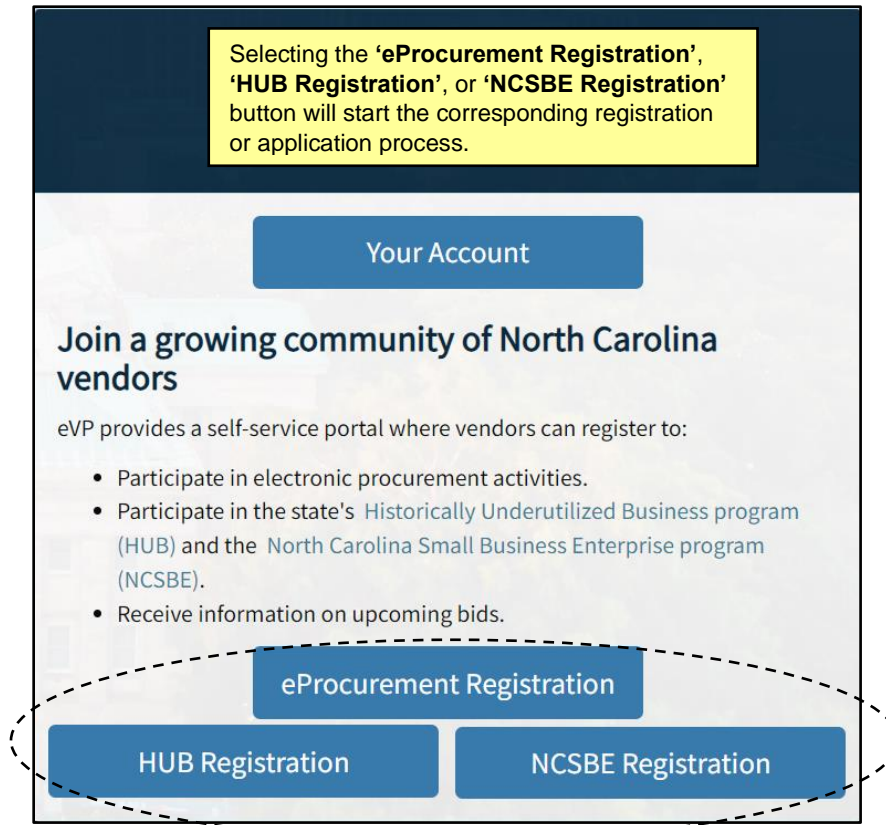 Selecting the ‘eProcurement Registration’,
‘HUB Registration’, or ‘NCSBE Registration’
button will start the corresponding registration
or application process.
Your Account
Join a growing community of North Carolina
vendors
eVP provides a self-service portal where vendors can register to:
• Participate in electronic procurement activities.
• Participate in the state's Historically Underutilized Business program
(HUB) and the North Carolina Small Business Enterprise program
(NCSBE).
• Receive information on upcoming bids.
eProcurement Registration
HUB Registration
NCSBE Registration